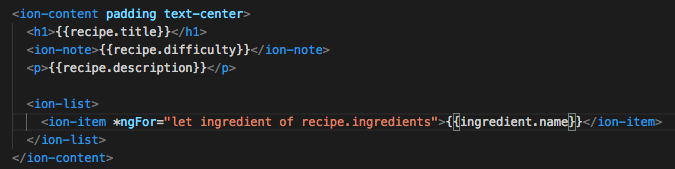 <ion-content padding text-center>
<h1>{{recipe.title}}</h1>
<ion-note>{{recipe.difficulty}}</ion-note>
<p>{{recipe.description}}</p>
<ion-list>
<ion-item *ngFor="let ingredient of recipe.ingredients">{{ingredient.name}}</ion-item>
</ion-list>
</ion-content>